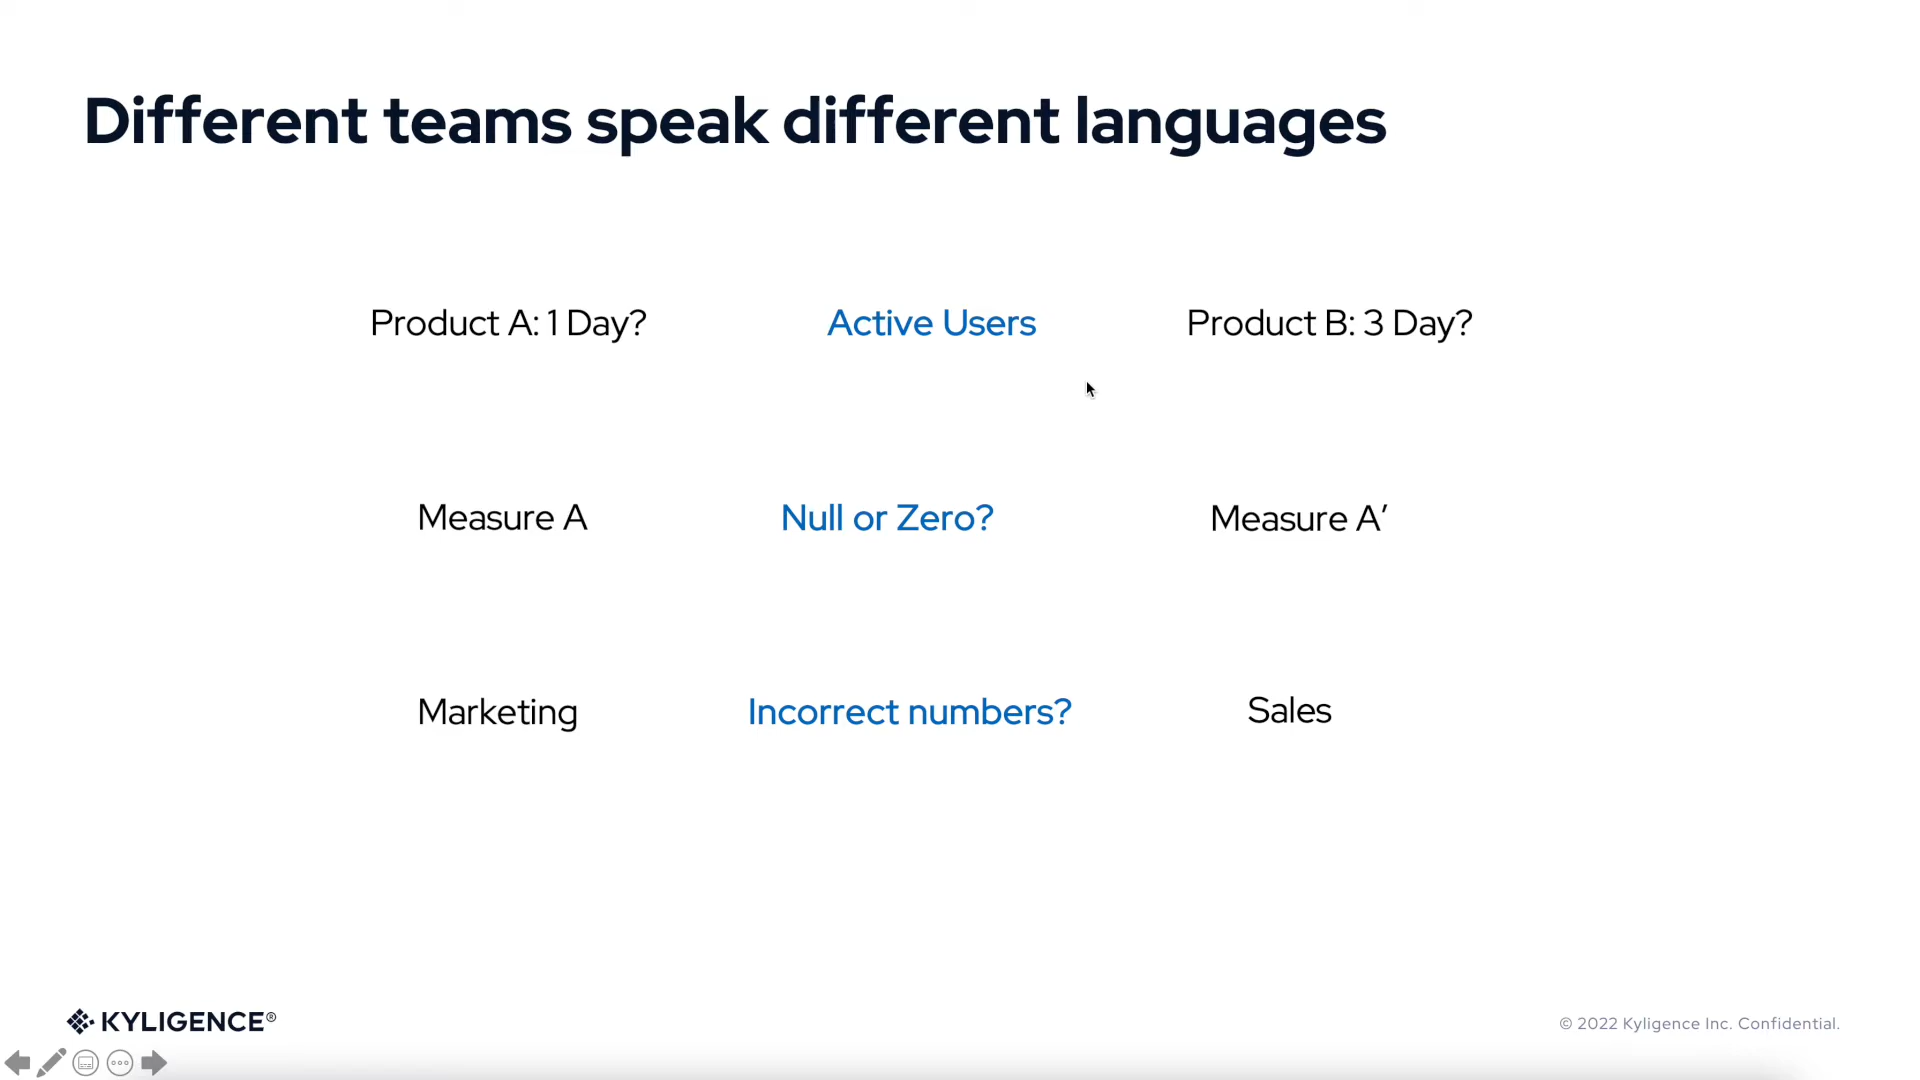 Different teams speak different languages
Product A: 1 Day?
Active Users
Product B: 3 Day?
Measure A
Null or Zero?
Measure A’
Marketing
Incorrect numbers?
Sales
KYLIGENCE®
© 2022 Kyligence Inc. Confidential.